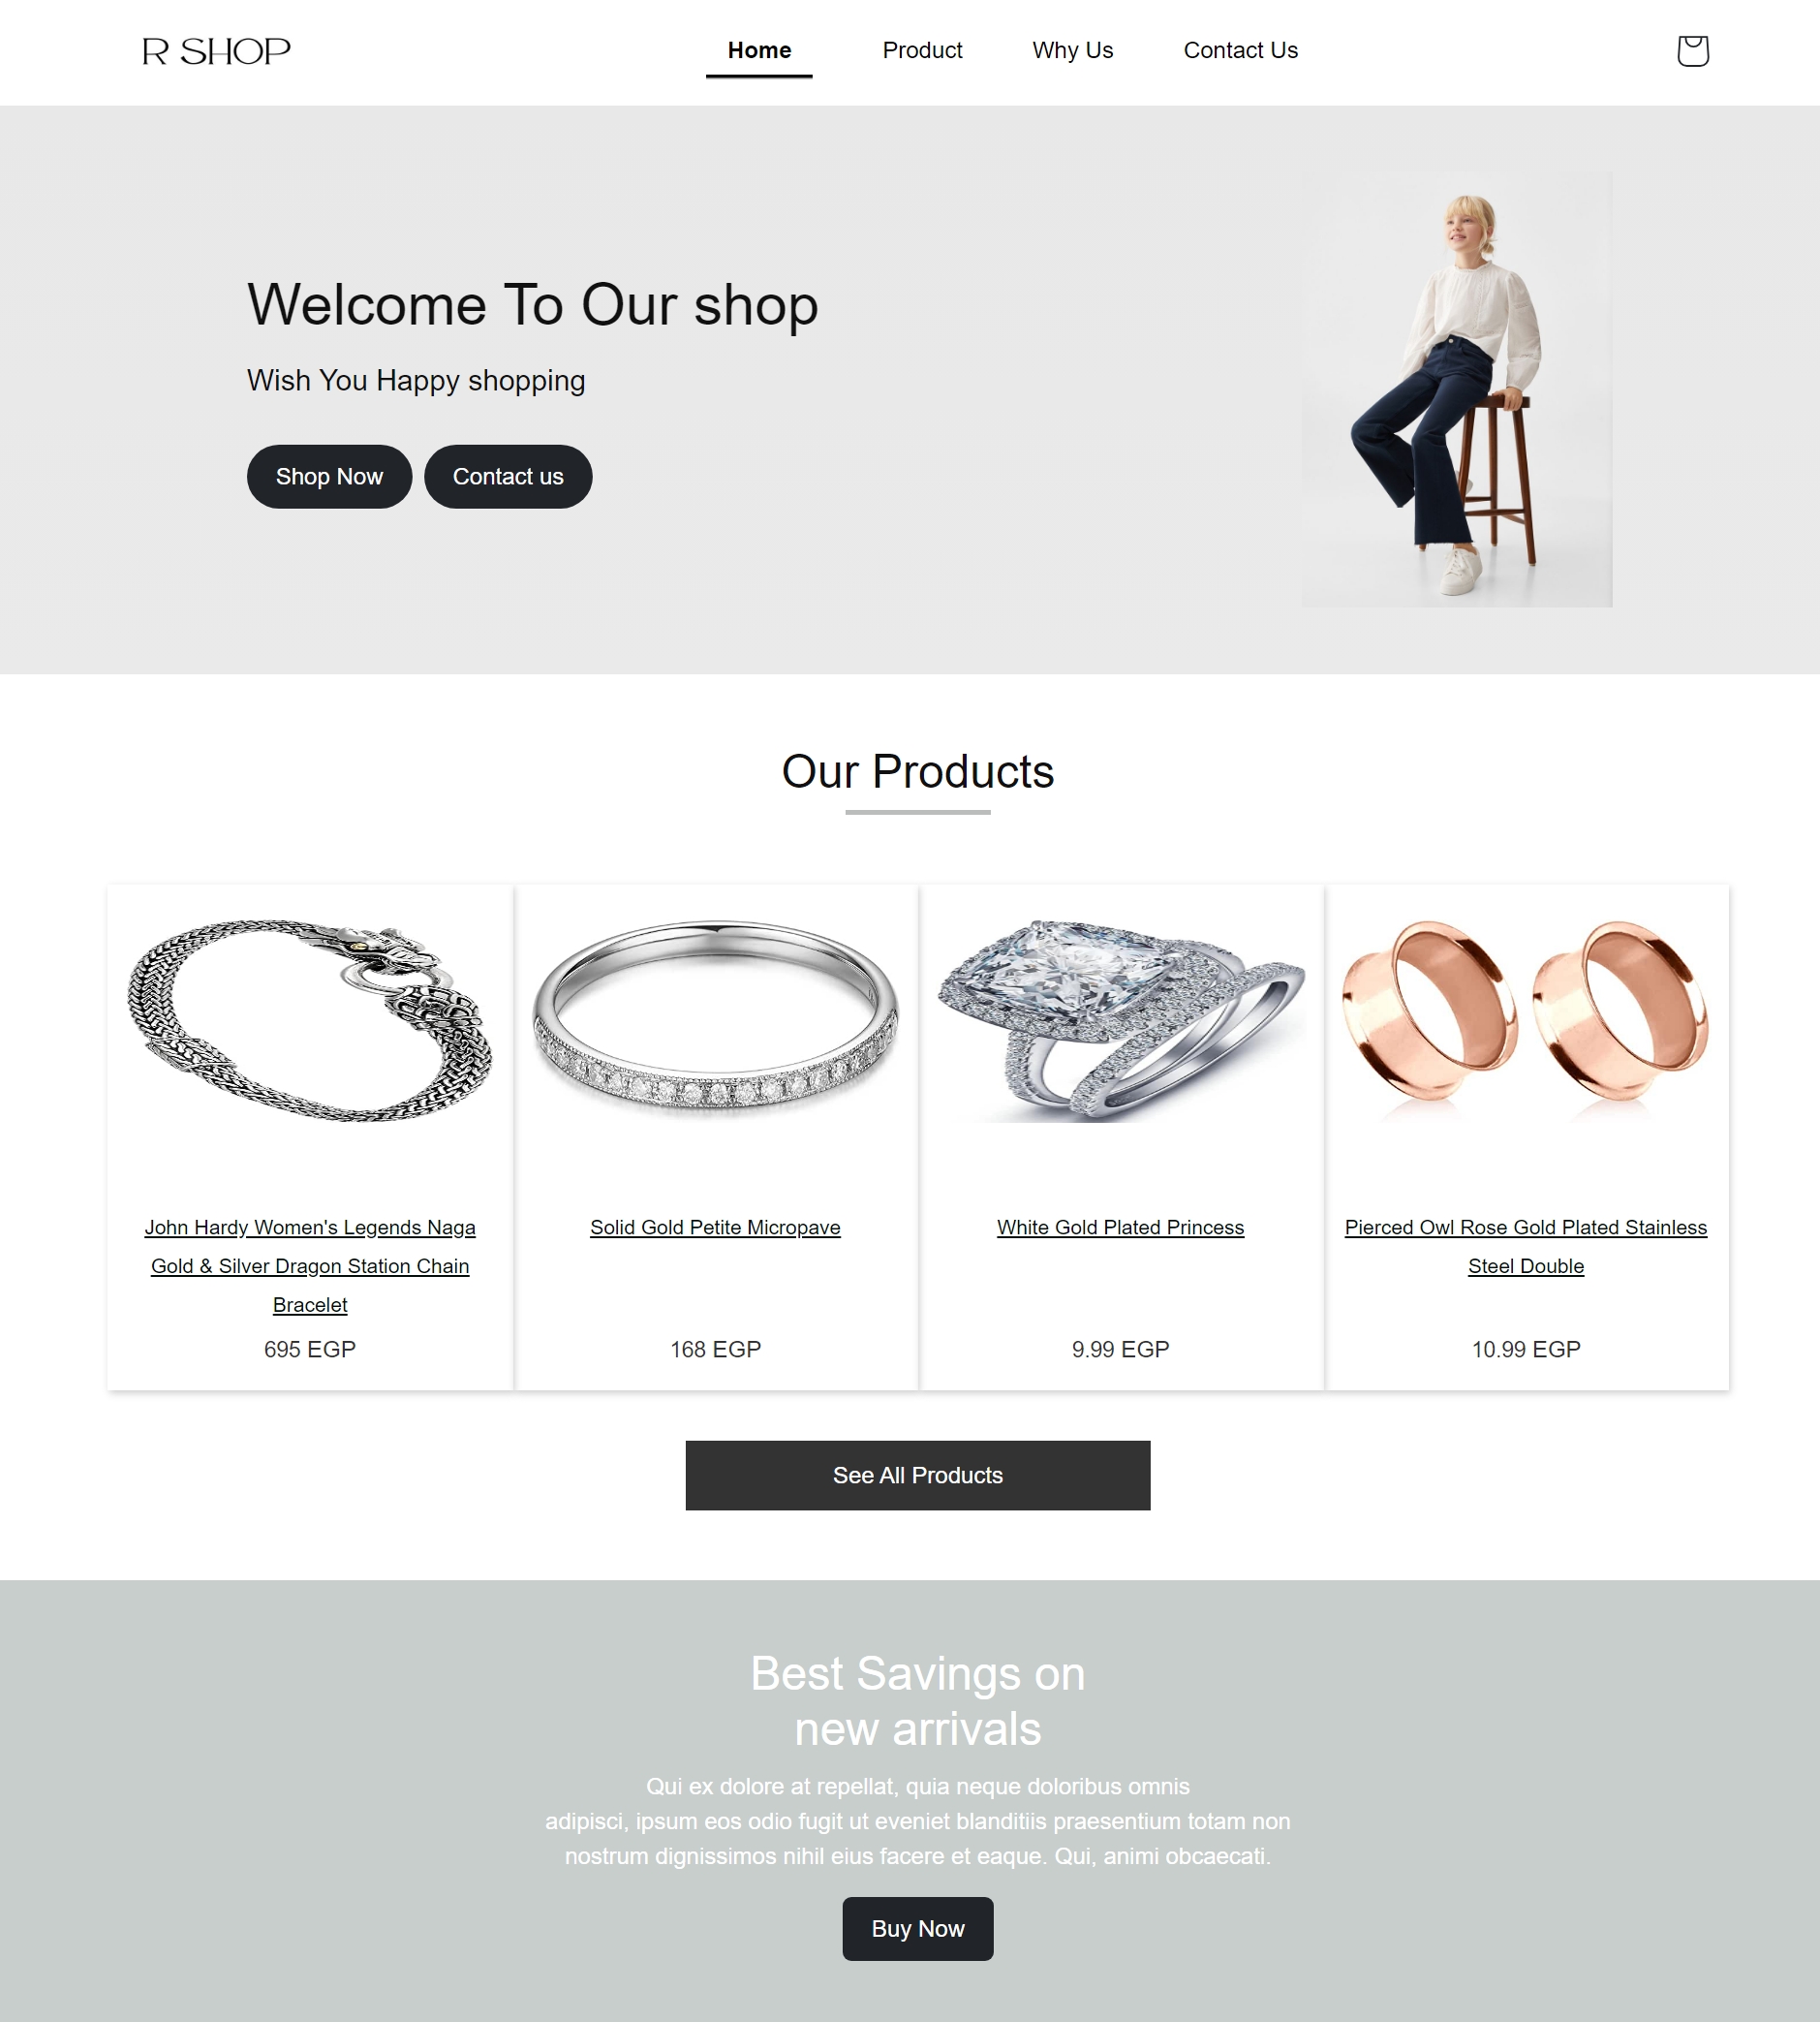 R SHOP
Home
Product
Why Us
Contact Us
Welcome To Our shop
Wish You Happy shopping
Shop Now
Contact us
Our Products
John Hardy Women's Legends Naga
Gold & Silver Dragon Station Chain
Bracelet
695 EGP
Solid Gold Petite Micropave
168 EGP
White Gold Plated Princess
9.99 EGP
Pierced Owl Rose Gold Plated Stainless
Steel Double
10.99 EGP
See All Products
Best Savings on
new arrivals
Qui ex dolore at repellat, quia neque doloribus omnis
adipisci, ipsum eos odio fugit ut eveniet blanditiis praesentium totam non
nostrum dignissimos nihil eius facere et eaque. Qui, animi obcaecati.
Buy Now